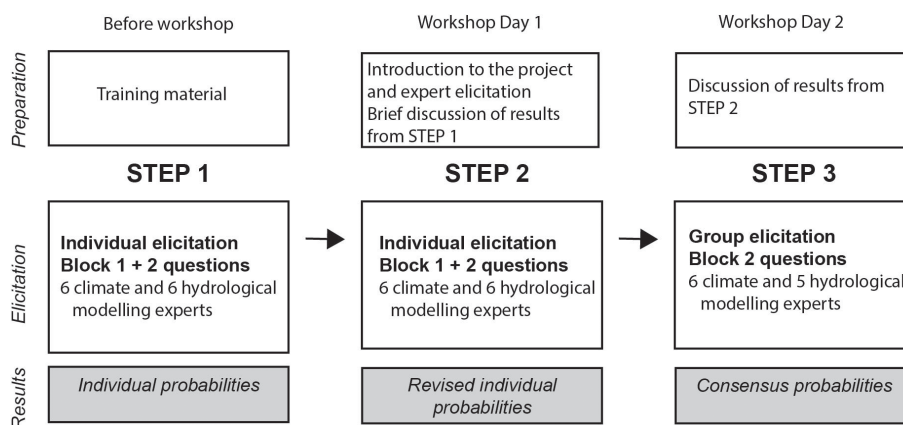 Before workshop
Workshop Day 1
Workshop Day 2
Preparation
Training material
Introduction to the project
and expert elicitation
Brief discussion of results
from STEP 1
Discussion of results from
STEP 2
STEP 1
STEP 2
STEP 3
Elicitation
Individual elicitation
Block 1 + 2 questions
6 climate and 6 hydrological
modelling experts
Individual elicitation
Block 1 + 2 questions
6 climate and 6 hydrological
modelling experts
Group elicitation
Block 2 questions
6 climate and 5 hydrological
modelling experts
Results
Individual probabilities
Revised individual
probabilities
Consensus probabilities